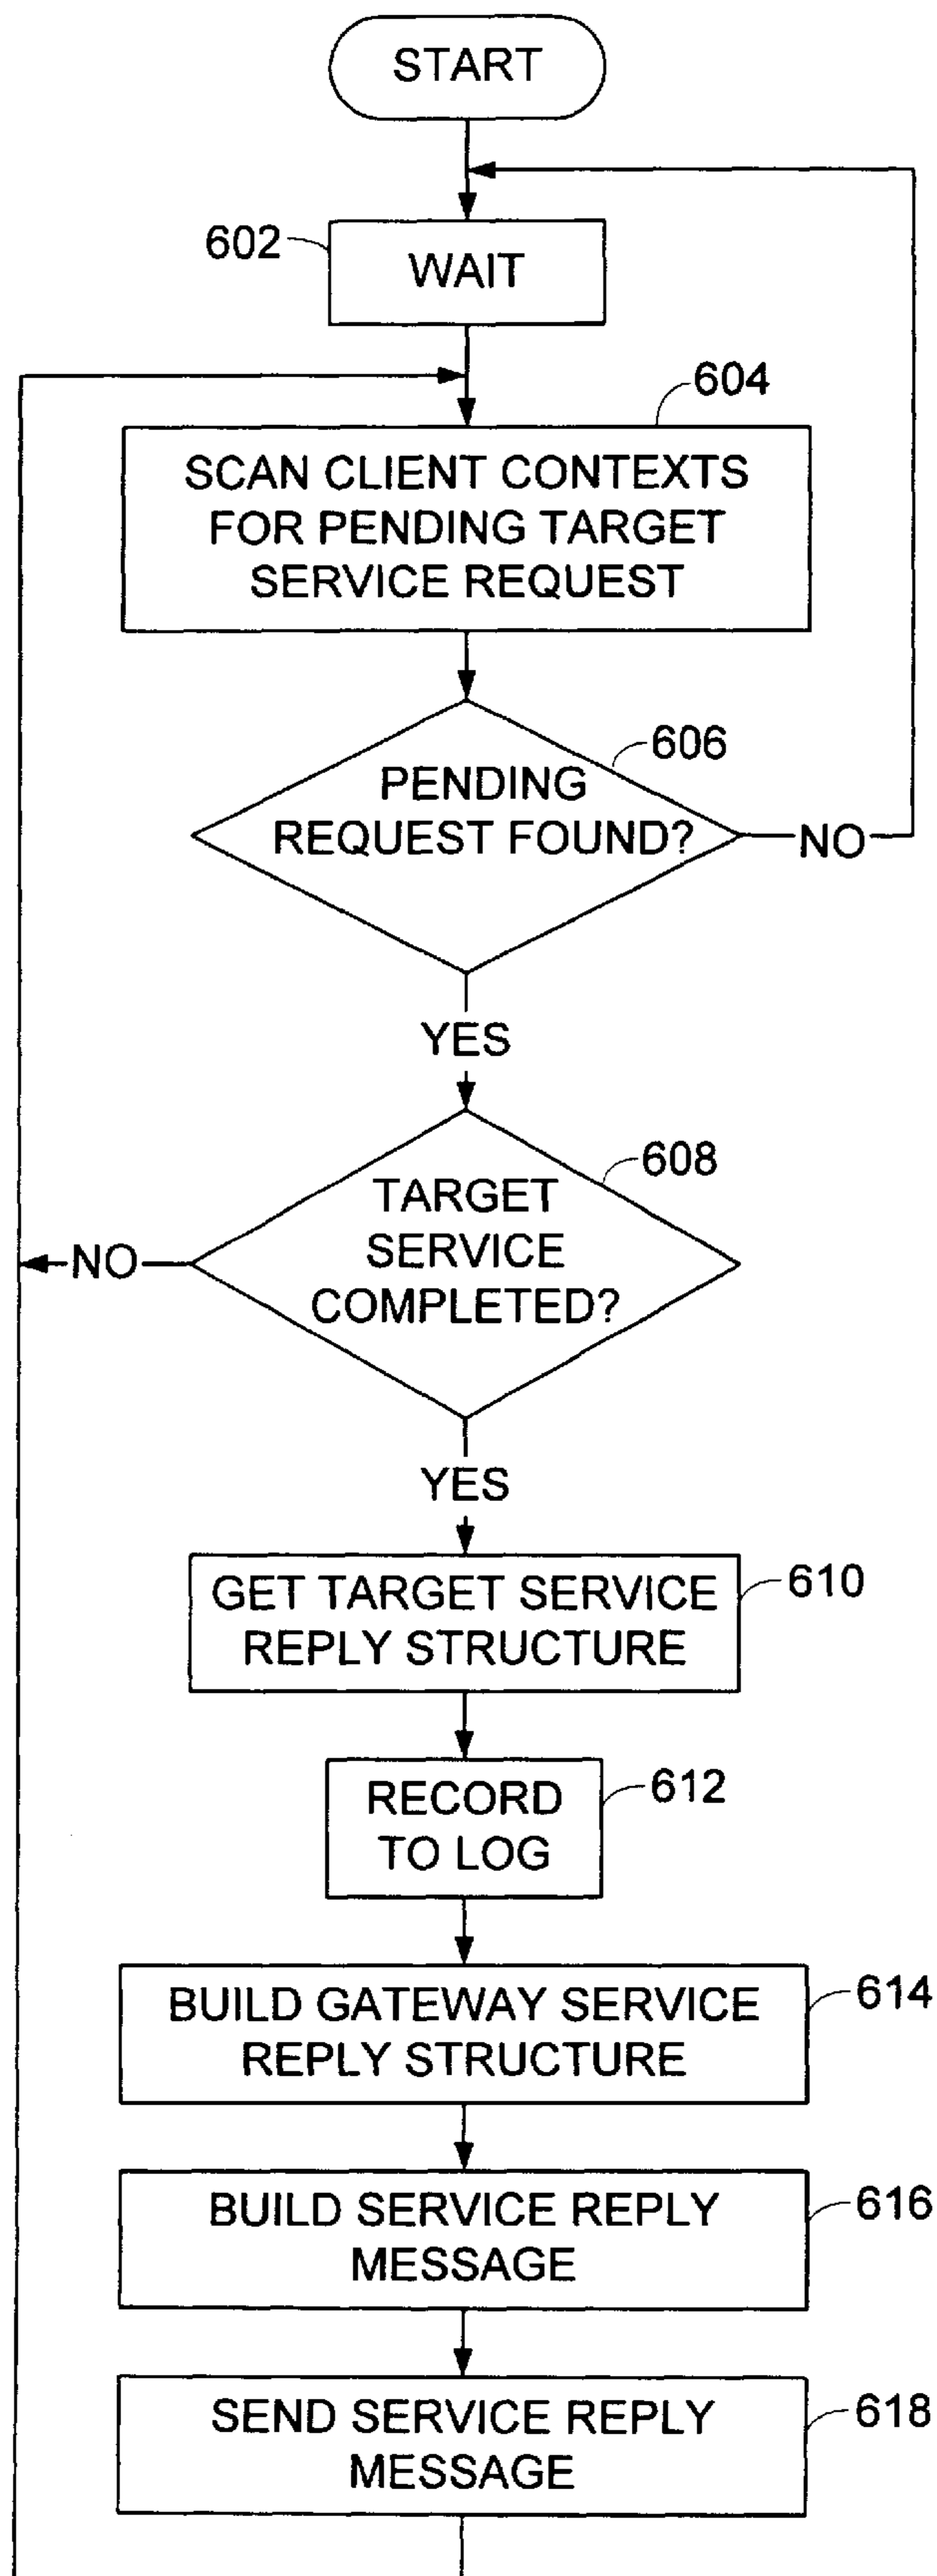 START
602
WAIT
604
SCAN CLIENT CONTEXTS
FOR PENDING TARGET
SERVICE REQUEST
606
PENDING
REQUEST FOUND?
NO
YES
608
TARGET
SERVICE
COMPLETED?
NO
YES
GET TARGET SERVICE
REPLY STRUCTURE
610
RECORD
TO LOG
612
BUILD GATEWAY SERVICE
REPLY STRUCTURE
614
BUILD SERVICE REPLY
MESSAGE
616
SEND SERVICE REPLY
MESSAGE
618